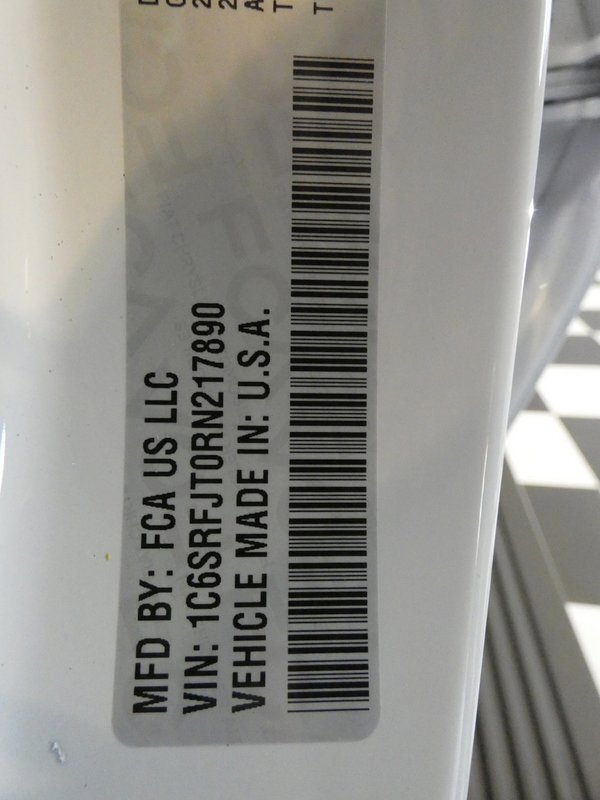 MFD BY: FCA US LLC
VIN: 1C6SRFJT0RN217890
VEHICLE MADE IN: U.S.A.